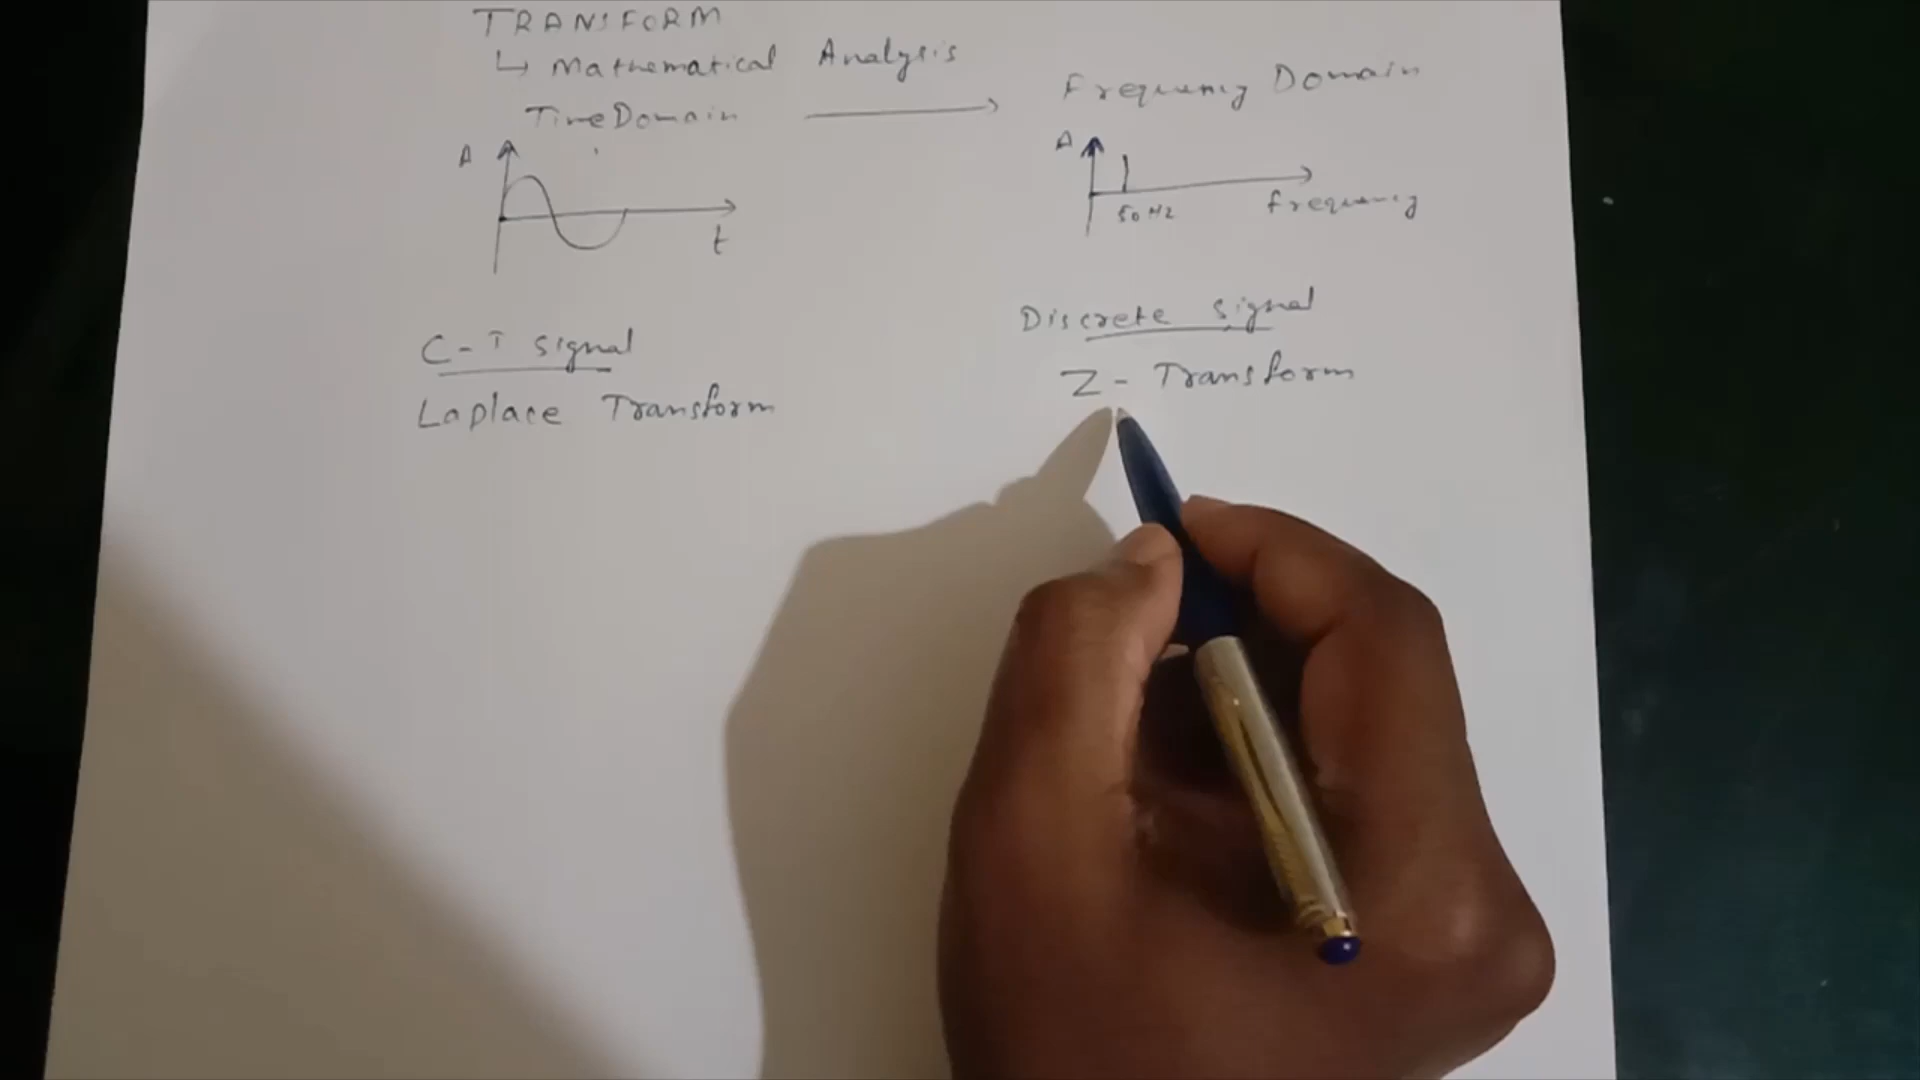 TRANSFORM
↳ Mathematical Analysis
Time Domain → Frequency Domain
A
t
A
50 Hz
frequency
C-T signal
Laplace Transform
Discrete signal
Z - Transform